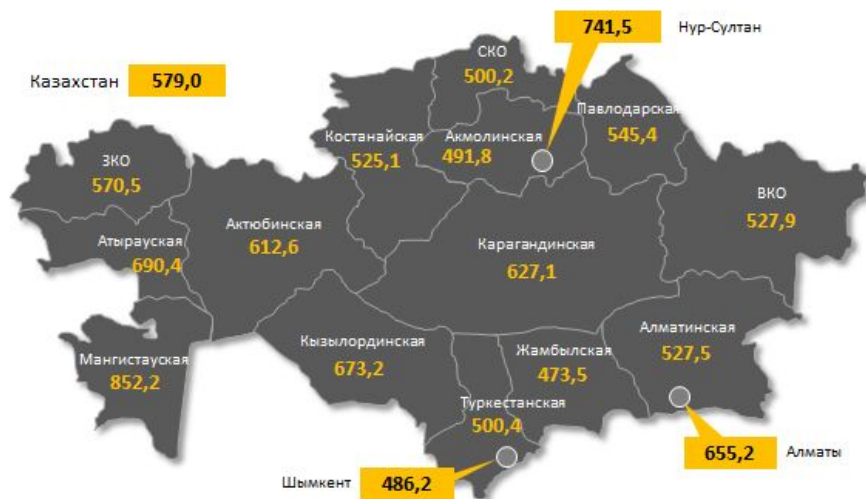 741,5
Нур-Султан
СКО
500,2
Казахстан 579,0
Павлодарская
545,4
Костанайская
525,1
Акмолинская
491,8
ЗКО
570,5
ВКО
527,9
Актюбинская
612,6
Атырауская
690,4
Карагандинская
627,1
Мангистауская
852,2
Кызылординская
673,2
Жамбылская
473,5
Алматинская
527,5
Туркестанская
500,4
655,2
Алматы
Шымкент 486,2